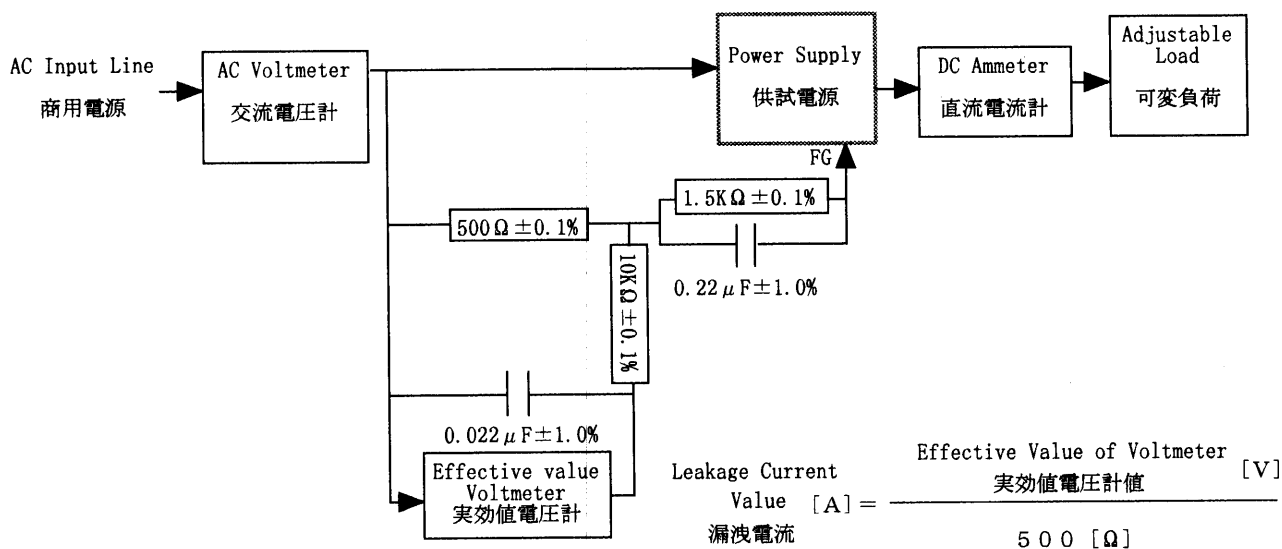 AC Input Line
商用電源
AC Voltmeter
交流電圧計
Power Supply
供試電源
DC Ammeter
直流電流計
Adjustable
Load
可変負荷
FG
1.5KΩ±0.1%
500Ω±0.1%
0.22μF±1.0%
10KΩ±0.1%
0.022μF±1.0%
Effective value
Voltmeter
実効値電圧計
Leakage Current
Value [A]=
漏洩電流
Effective Value of Voltmeter [V]
実効値電圧計値
500 [Ω]